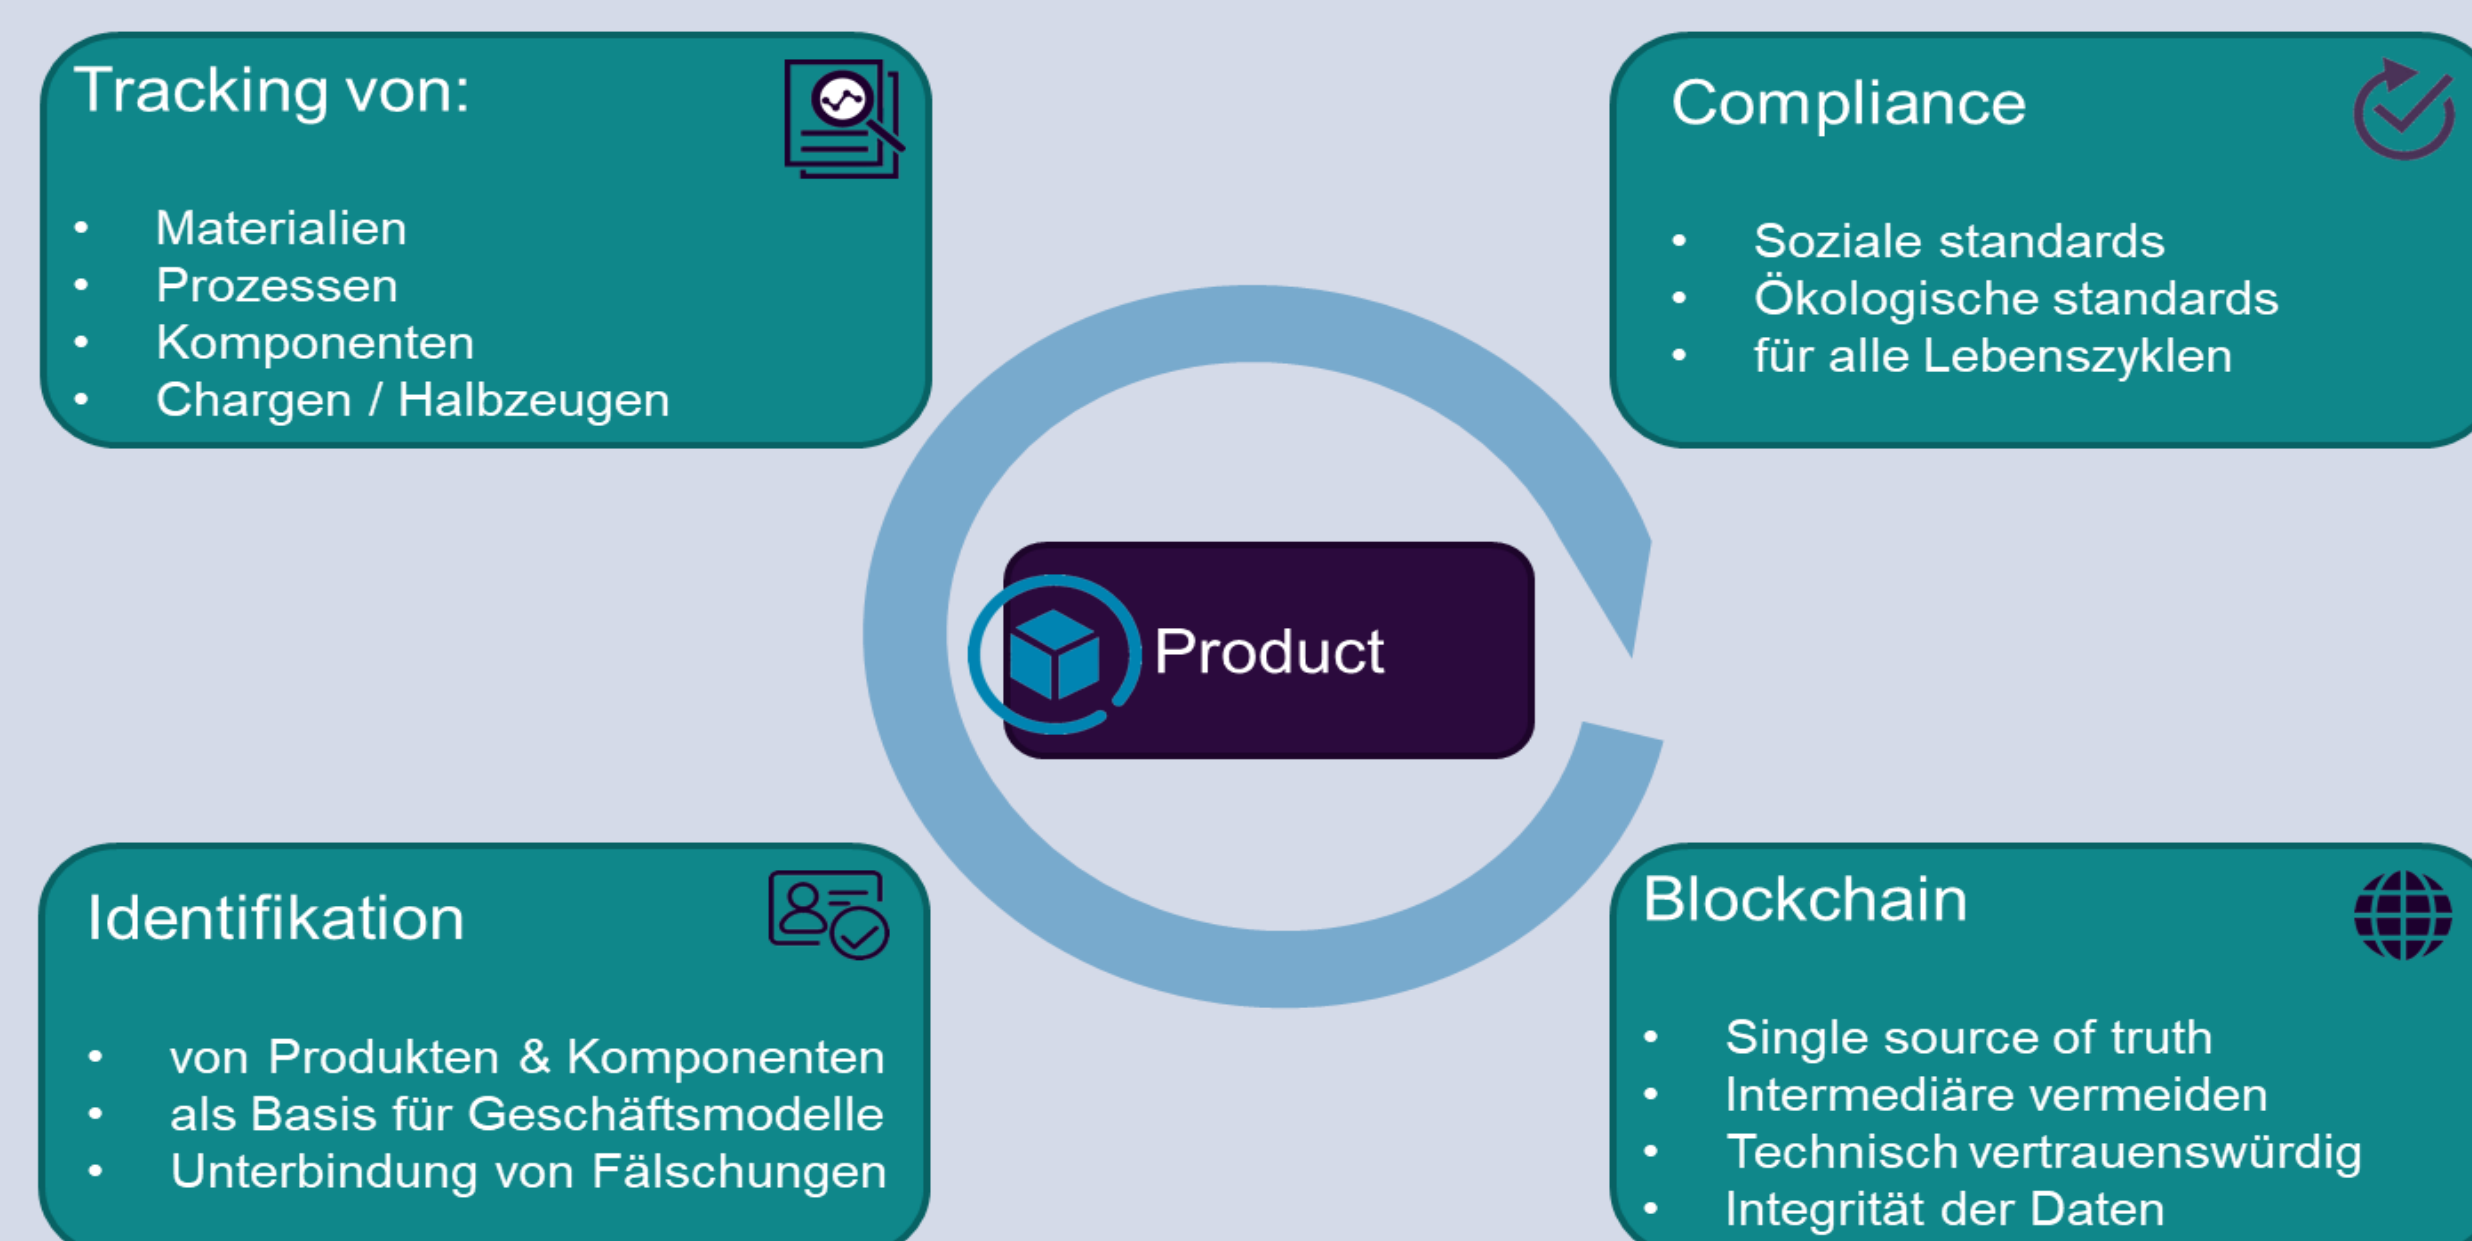 Tracking von:
• Materialien
• Prozessen
• Komponenten
• Chargen / Halbzeugen
Compliance
• Soziale standards
• Ökologische standards
• für alle Lebenszyklen
Product
Identifikation
• von Produkten & Komponenten
• als Basis für Geschäftsmodelle
• Unterbindung von Fälschungen
Blockchain
• Single source of truth
• Intermediäre vermeiden
• Technisch vertrauenswürdig
• Integrität der Daten